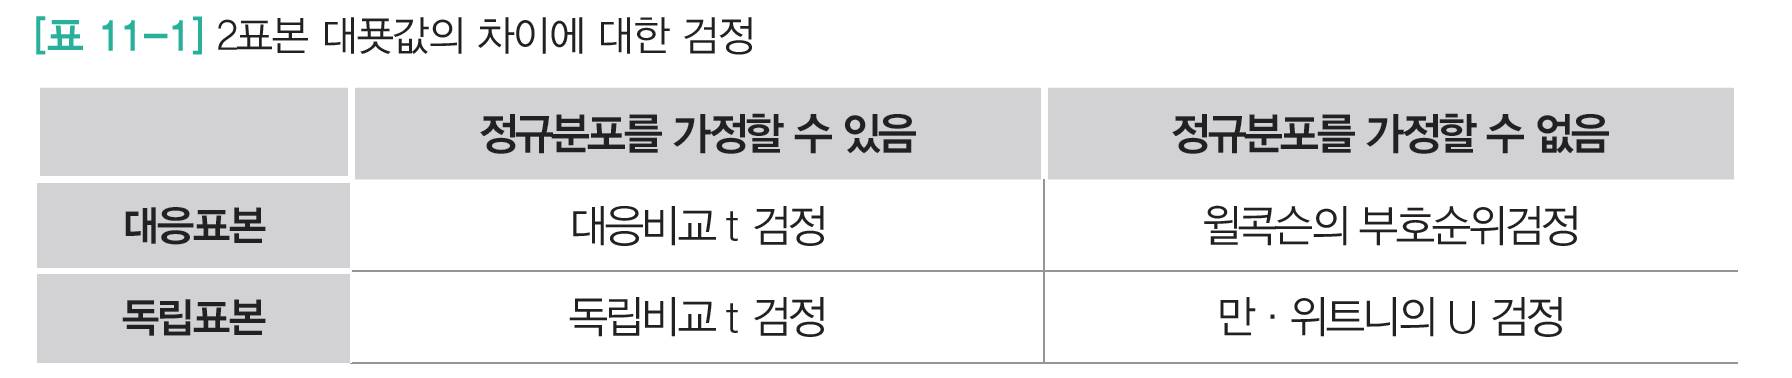 [표 11-1] 2표본 대푯값의 차이에 대한 검정
정규분포를 가정할 수 있음 정규분포를 가정할 수 없음
대응표본 대응비교 t 검정 윌콕슨의 부호순위검정
독립표본 독립비교 t 검정 만·위트니의 U 검정